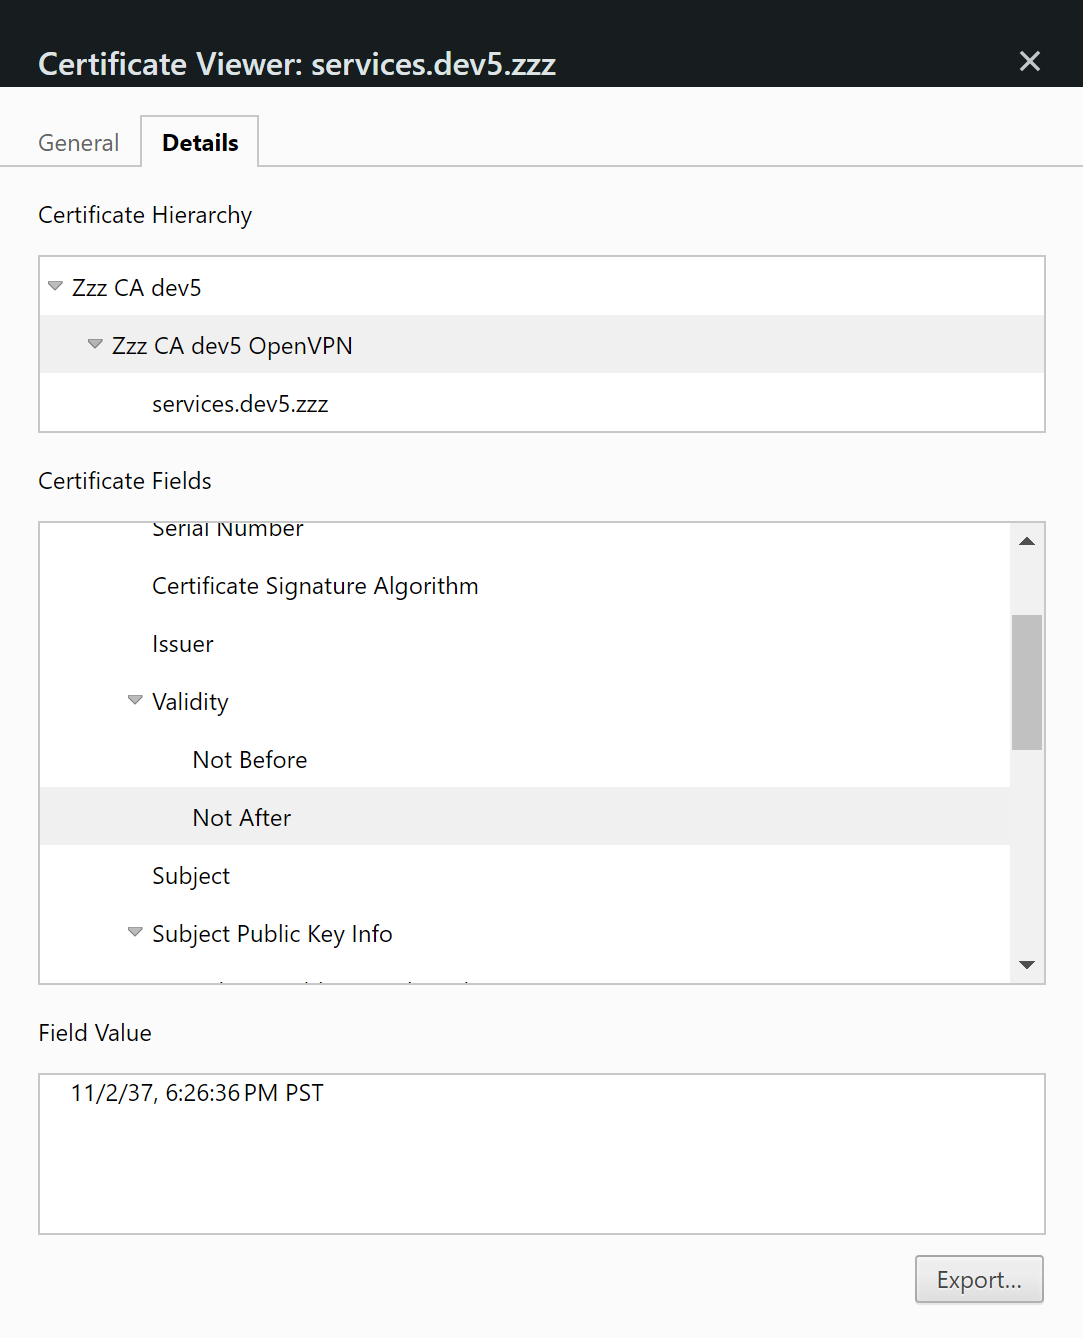 Certificate Viewer: services.dev5.zzz
General
Details
Certificate Hierarchy
Zzz CA dev5
Zzz CA dev5 OpenVPN
services.dev5.zzz
Certificate Fields
Serial Number
Certificate Signature Algorithm
Issuer
Validity
Not Before
Not After
Subject
Subject Public Key Info
Field Value
11/2/37, 6:26:36 PM PST
Export...